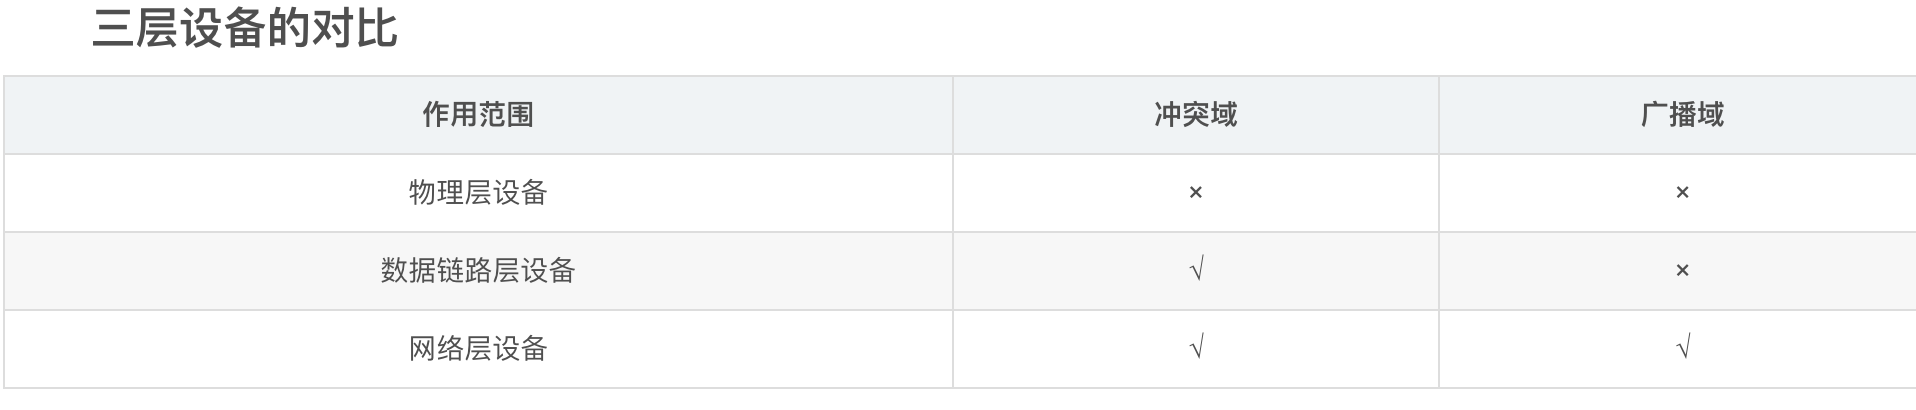 三层设备的对比
作用范围 冲突域 广播域
物理层设备 × ×
数据链路层设备 √ ×
网络层设备 √ √